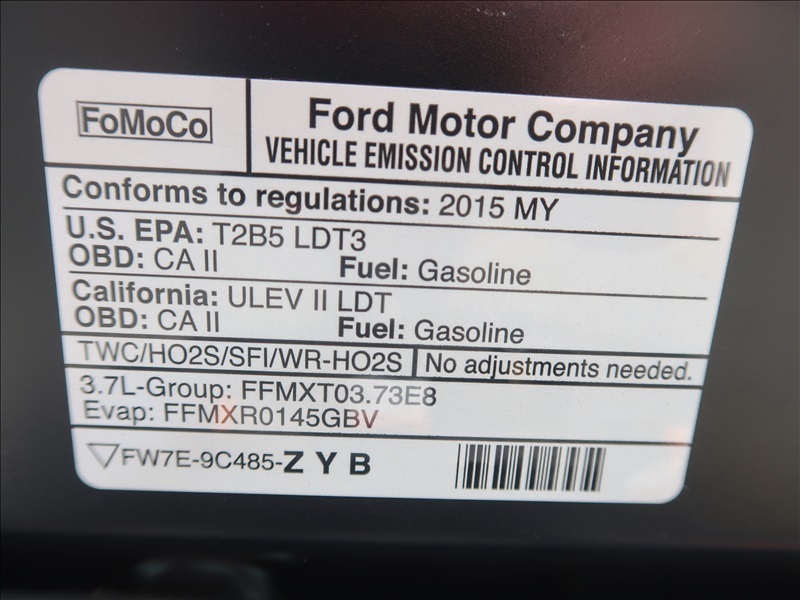 FoMoCo
Ford Motor Company
VEHICLE EMISSION CONTROL INFORMATION
Conforms to regulations: 2015 MY
U.S. EPA: T2B5 LDT3
OBD: CA II Fuel: Gasoline
California: ULEV II LDT
OBD: CA II Fuel: Gasoline
TWC/HO2S/SFI/WR-HO2S No adjustments needed.
3.7L-Group: FFMXT03.73E8
Evap: FFMXR0145GBV
FW7E-9C485-Z Y B